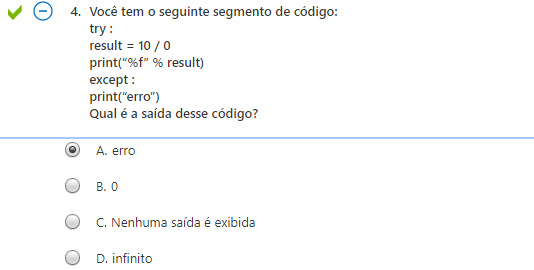 4. Você tem o seguinte segmento de código:
try :
result = 10 / 0
print(“%f” % result)
except :
print(“erro”)
Qual é a saída desse código?
A. erro
B. 0
C. Nenhuma saída é exibida
D. infinito